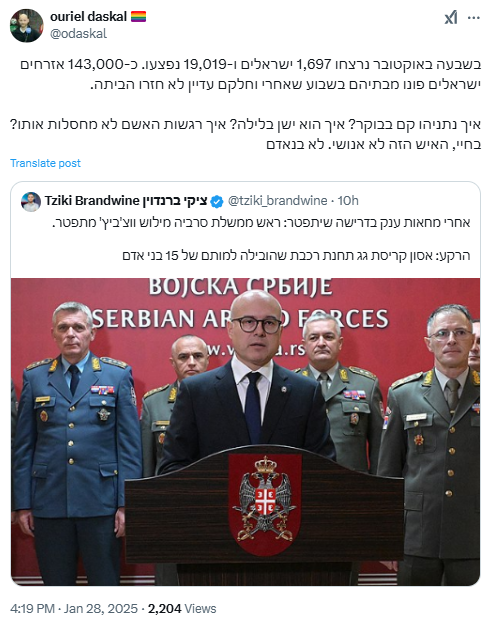 ouriel daskal 🏳️‍🌈
@odaskal
בשבעה באוקטובר נרצחו 1,697 ישראלים ו-19,019 נפצעו. כ-143,000 אזרחים
ישראלים פונו מבתיהם בשבוע שאחרי וחלקם עדיין לא חזרו הביתה.
איך נתניהו קם בבוקר? איך הוא ישן בלילה? איך רגשות האשם לא מחסלות אותו?
בחיי, האיש הזה לא אנושי. לא בנאדם
Translate post
Tziki Brandwine ציקי ברנדוין @tziki_brandwine · 10h
אחרי מחאות ענק בדרישה שיתפטר: ראש ממשלת סרביה מילוש ווצ'ביץ' מתפטר.
הרקע: אסון קריסת גג תחנת רכבת שהובילה למותם של 15 בני אדם
ВОЈСКА СРБИЈЕ
SERBIAN ARMED FORCES
4:19 PM · Jan 28, 2025 · 2,204 Views